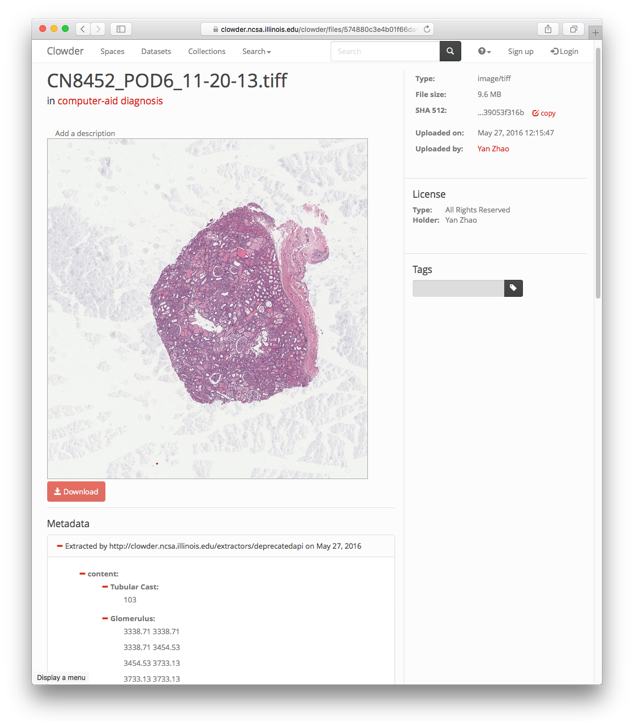 clowder.ncsa.illinois.edu/clowder/files/574880c3e4b01f66da
Clowder Spaces Datasets Collections Search Search Sign up Login
CN8452_POD6_11-20-13.tiff
in computer-aid diagnosis
Add a description
Download
Metadata
Extracted by http://clowder.ncsa.illinois.edu/extractors/deprecatedapi on May 27, 2016
content:
Tubular Cast:
103
Glomerulus:
3338.71 3338.71
3338.71 3454.53
3454.53 3733.13
3733.13 3733.13
Display a menu
Type: image/tiff
File size: 9.6 MB
SHA 512: ...39053f316b copy
Uploaded on: May 27, 2016 12:15:47
Uploaded by: Yan Zhao
License
Type: All Rights Reserved
Holder: Yan Zhao
Tags